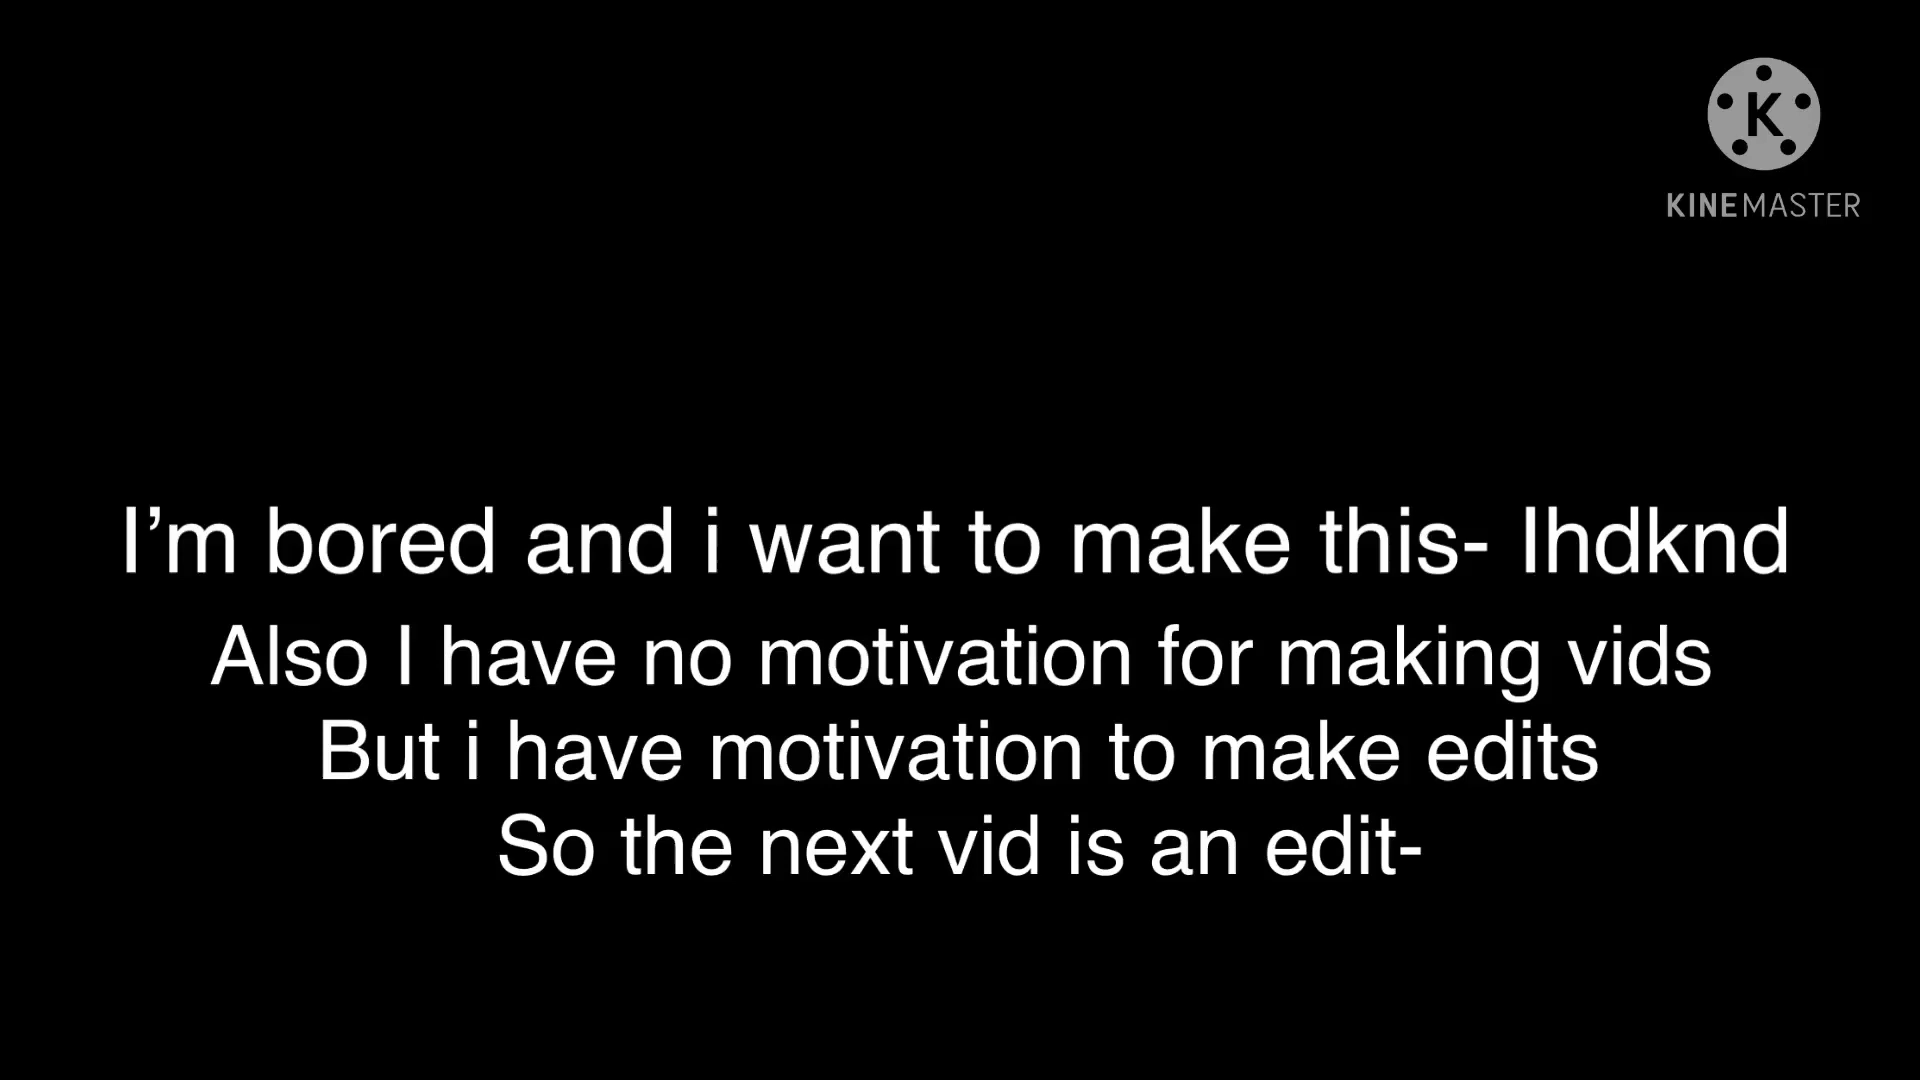 K
KINEMASTER
I’m bored and i want to make this- Ihdknd
Also I have no motivation for making vids
But i have motivation to make edits
So the next vid is an edit-